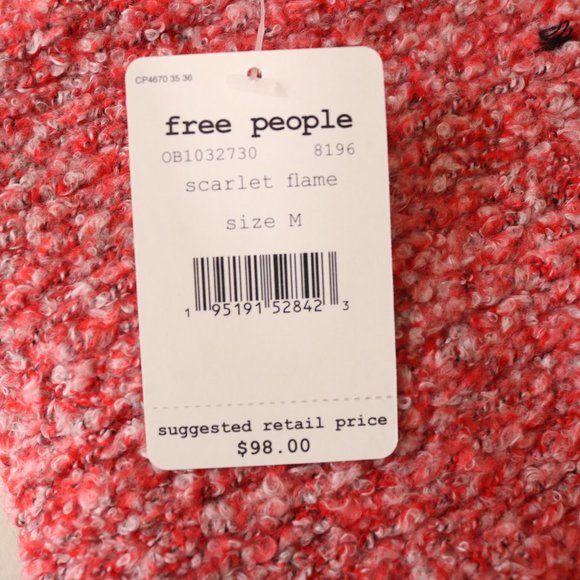 CP4670 35 36
free people
OB1032730 8196
scarlet flame
size M
1 95191 52842 3
suggested retail price
$98.00